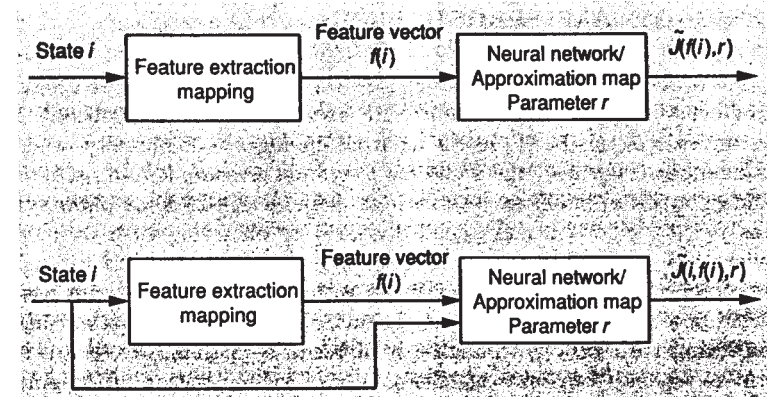 State i
Feature extraction
mapping
Feature vector
f(i)
Neural network/
Approximation map
Parameter r
J̃(f(i),r)
State i
Feature extraction
mapping
Feature vector
f(i)
Neural network/
Approximation map
Parameter r
J̃(i,f(i),r)